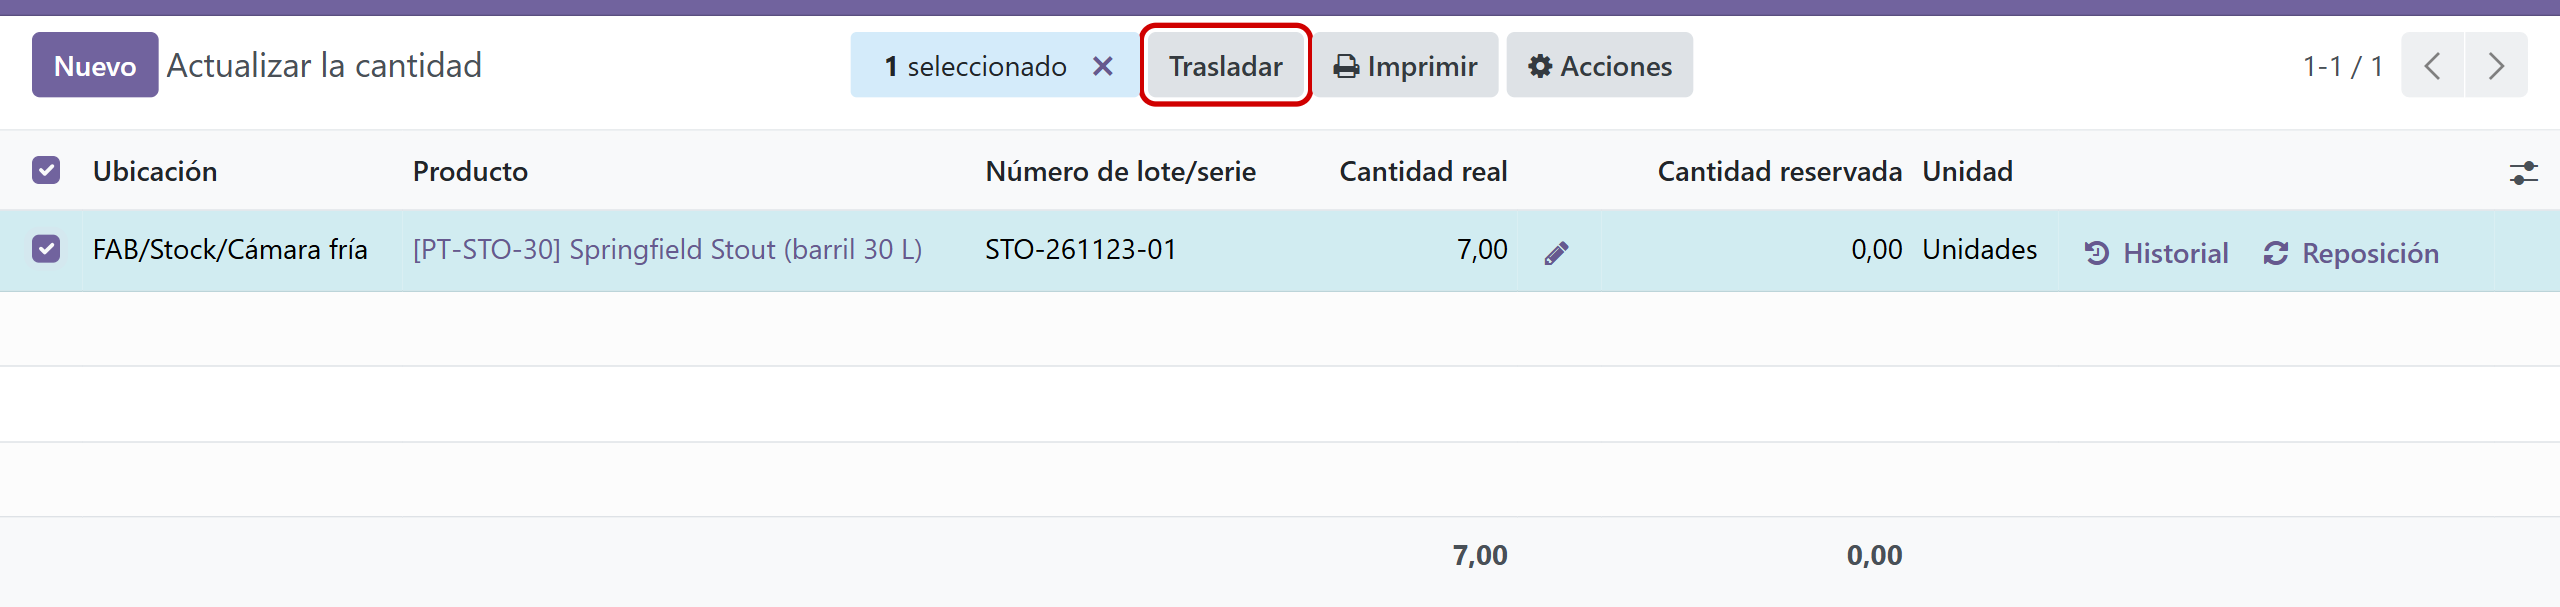 Nuevo Actualizar la cantidad 1 seleccionado Trasladar Imprimir Acciones 1-1 / 1
Ubicación Producto Número de lote/serie Cantidad real Cantidad reservada Unidad
FAB/Stock/Cámara fría [PT-STO-30] Springfield Stout (barril 30 L) STO-261123-01 7,00 0,00 Unidades Historial Reposición
7,00 0,00